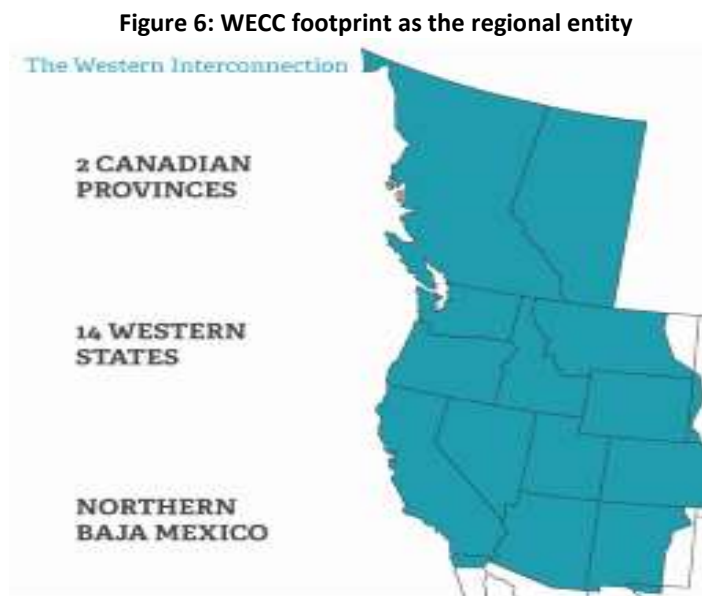 Figure 6: WECC footprint as the regional entity
The Western Interconnection
2 CANADIAN
PROVINCES
14 WESTERN
STATES
NORTHERN
BAJA MEXICO